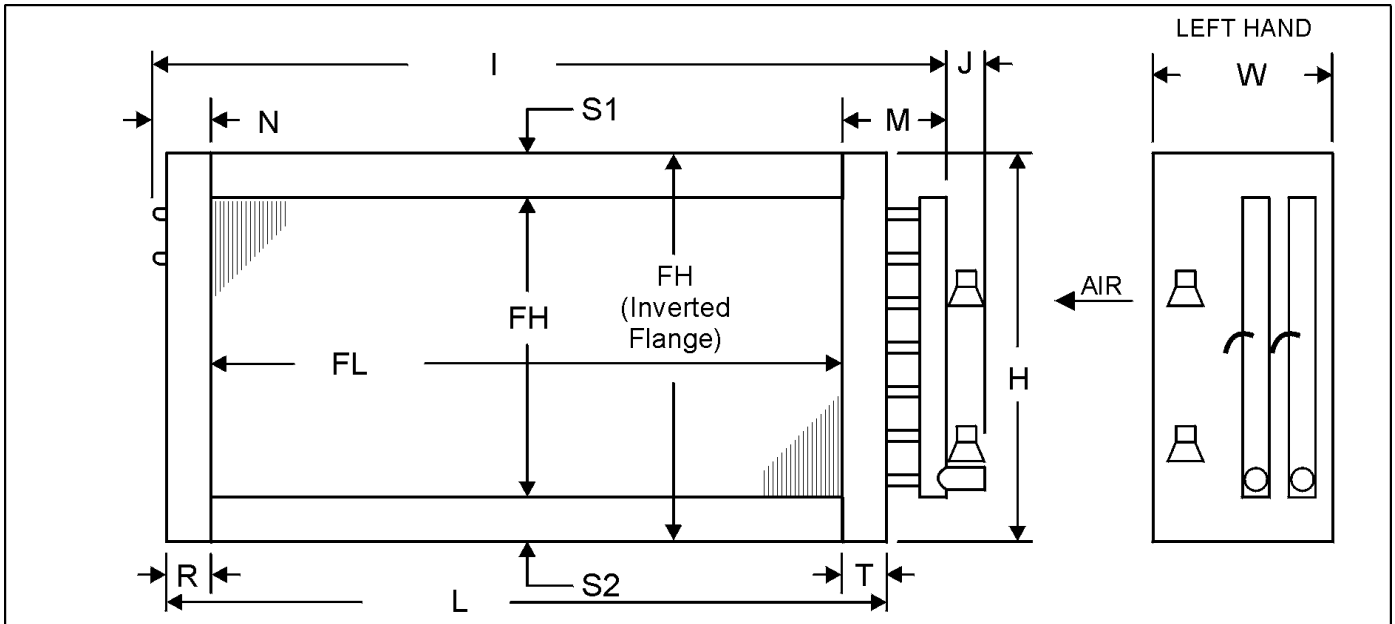 LEFT HAND
I
J
W
N
S1
M
AIR
FH
FH
(Inverted
Flange)
FL
H
R
S2
T
L